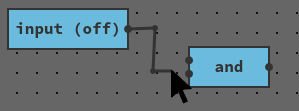 input (off)
and